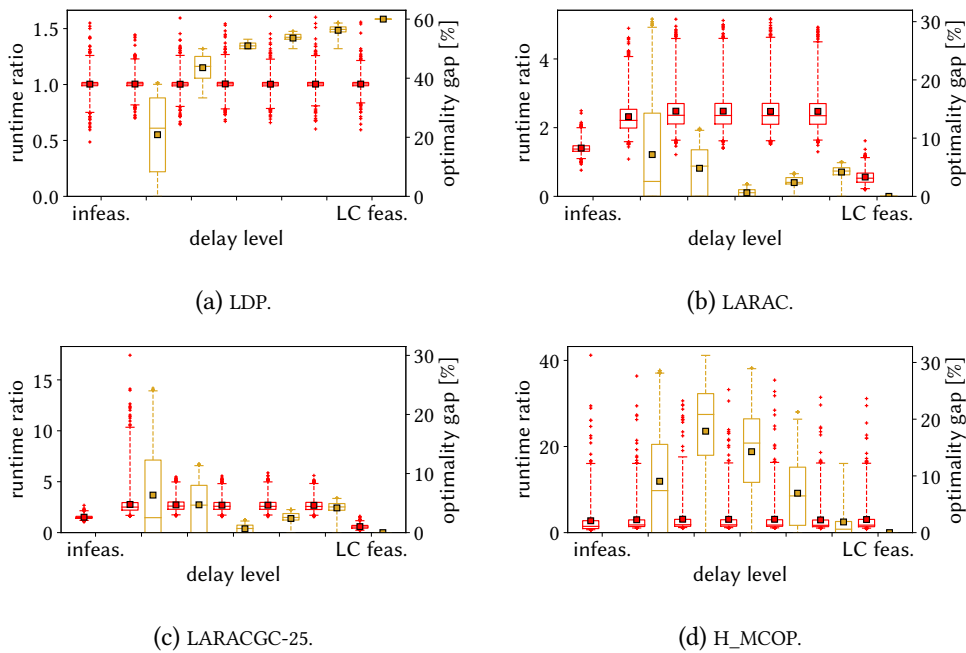 runtime ratio
1.5
1.0
0.5
0.0
60
40
20
0
optimality gap [%]
infeas.
LC feas.
delay level
(a) LDP.
runtime ratio
4
2
0
30
20
10
0
optimality gap [%]
infeas.
LC feas.
delay level
(b) LARAC.
runtime ratio
15
10
5
0
30
20
10
0
optimality gap [%]
infeas.
LC feas.
delay level
(c) LARACGC-25.
runtime ratio
40
20
0
30
20
10
0
optimality gap [%]
infeas.
LC feas.
delay level
(d) H_MCOP.